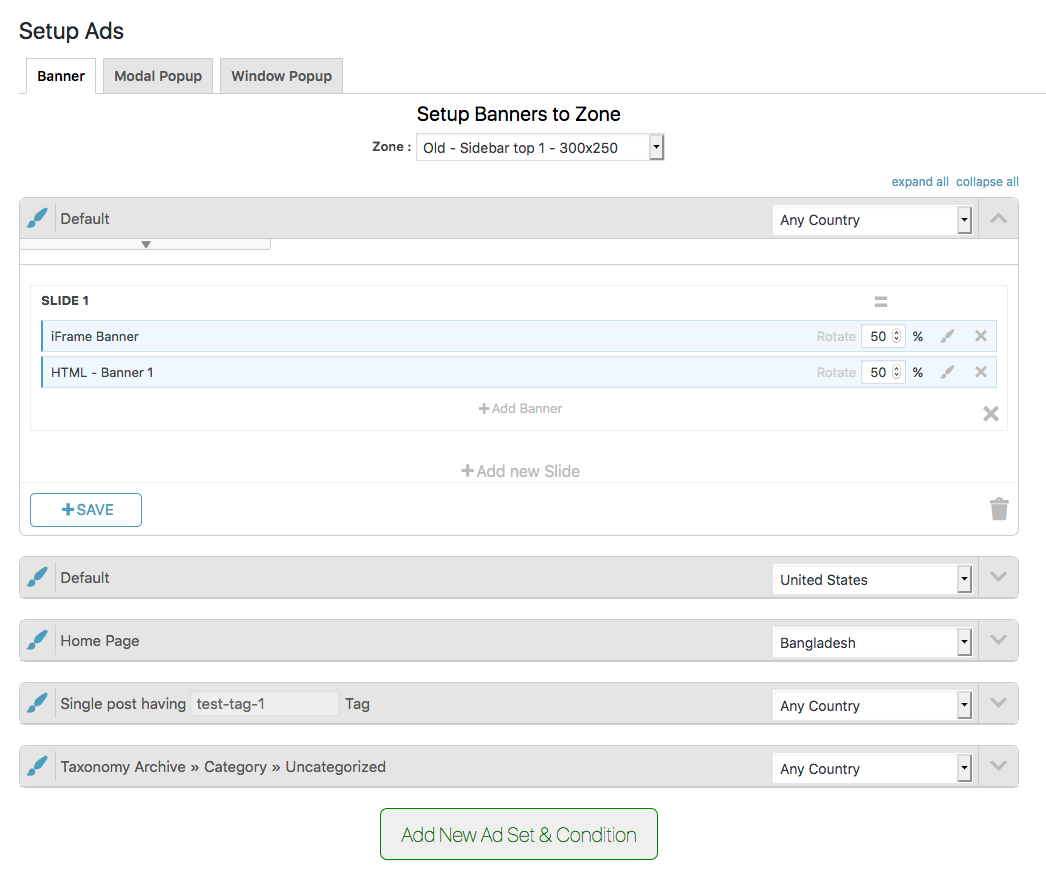 Setup Ads
Banner Modal Popup Window Popup
Setup Banners to Zone
Zone : Old - Sidebar top 1 - 300x250
expand all collapse all
Default Any Country
SLIDE 1
iFrame Banner Rotate 50 %
HTML - Banner 1 Rotate 50 %
+Add Banner
+Add new Slide
+SAVE
Default United States
Home Page Bangladesh
Single post having test-tag-1 Tag Any Country
Taxonomy Archive » Category » Uncategorized Any Country
Add New Ad Set & Condition